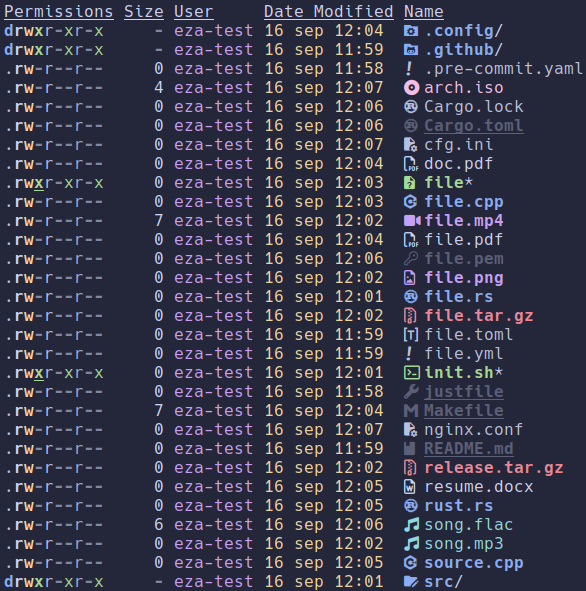 Permissions Size User Date Modified Name
drwxr-xr-x - eza-test 16 sep 12:04 .config/
drwxr-xr-x - eza-test 16 sep 11:59 .github/
.rw-r--r-- 0 eza-test 16 sep 11:58 .pre-commit.yaml
.rw-r--r-- 4 eza-test 16 sep 12:07 arch.iso
.rw-r--r-- 0 eza-test 16 sep 12:06 Cargo.lock
.rw-r--r-- 0 eza-test 16 sep 12:06 Cargo.toml
.rw-r--r-- 0 eza-test 16 sep 12:07 cfg.ini
.rw-r--r-- 0 eza-test 16 sep 12:04 doc.pdf
.rwxr-xr-x 0 eza-test 16 sep 12:03 file*
.rw-r--r-- 0 eza-test 16 sep 12:03 file.cpp
.rw-r--r-- 7 eza-test 16 sep 12:02 file.mp4
.rw-r--r-- 0 eza-test 16 sep 12:04 file.pdf
.rw-r--r-- 0 eza-test 16 sep 12:06 file.pem
.rw-r--r-- 0 eza-test 16 sep 12:02 file.png
.rw-r--r-- 0 eza-test 16 sep 12:01 file.rs
.rw-r--r-- 0 eza-test 16 sep 12:02 file.tar.gz
.rw-r--r-- 0 eza-test 16 sep 11:59 file.toml
.rw-r--r-- 0 eza-test 16 sep 11:59 file.yml
.rwxr-xr-x 0 eza-test 16 sep 12:01 init.sh*
.rw-r--r-- 0 eza-test 16 sep 11:58 justfile
.rw-r--r-- 7 eza-test 16 sep 12:04 Makefile
.rw-r--r-- 0 eza-test 16 sep 12:07 nginx.conf
.rw-r--r-- 0 eza-test 16 sep 11:59 README.md
.rw-r--r-- 0 eza-test 16 sep 12:02 release.tar.gz
.rw-r--r-- 0 eza-test 16 sep 12:05 resume.docx
.rw-r--r-- 0 eza-test 16 sep 12:05 rust.rs
.rw-r--r-- 6 eza-test 16 sep 12:06 song.flac
.rw-r--r-- 0 eza-test 16 sep 12:02 song.mp3
.rw-r--r-- 0 eza-test 16 sep 12:05 source.cpp
drwxr-xr-x - eza-test 16 sep 12:01 src/